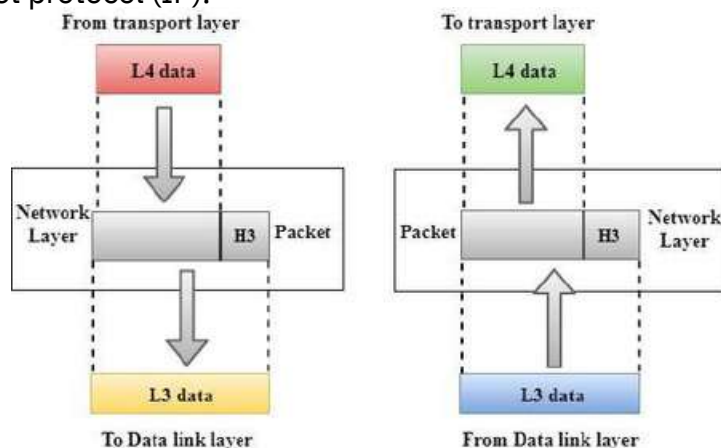 (IP).
From transport layer
L4 data
Network
Layer
H3
Packet
L3 data
To Data link layer
To transport layer
L4 data
Packet
H3
Network
Layer
L3 data
From Data link layer